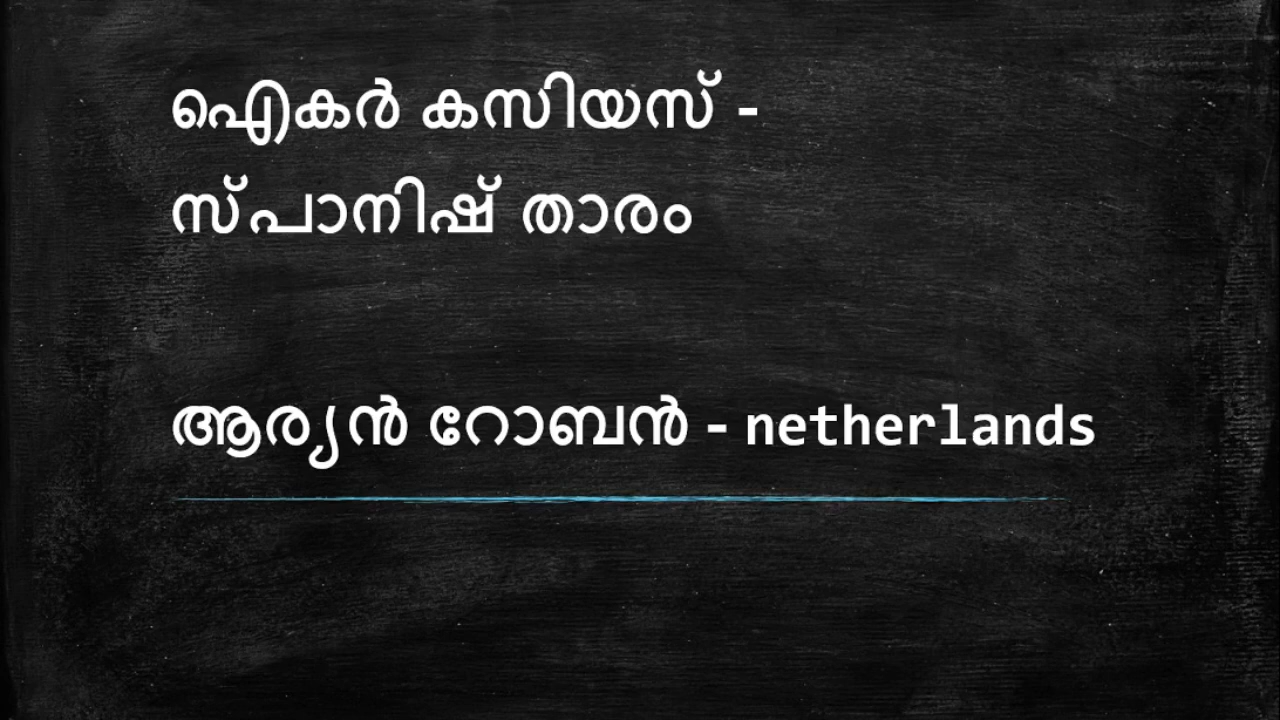 ഐകർ കസിയസ് -
സ്പാനിഷ് താരം
ആര്യൻ റോബൻ - netherlands